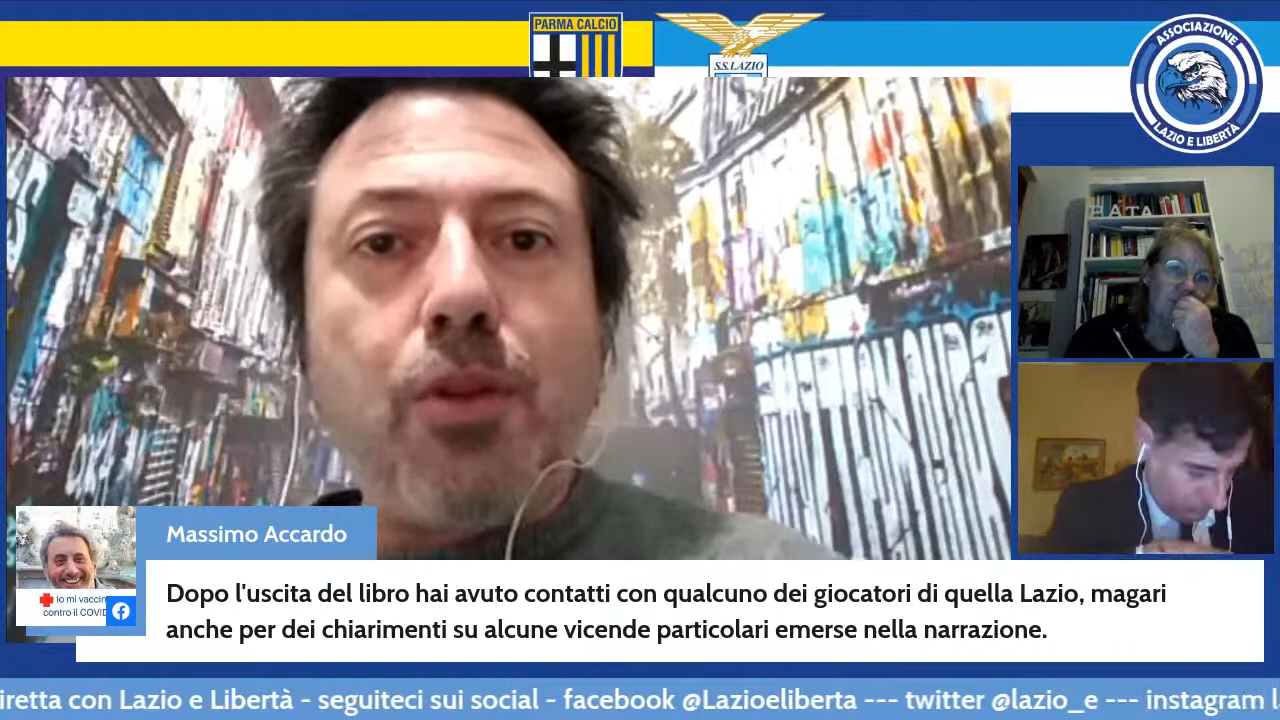 PARMA CALCIO
S.S.LAZIO
ASSOCIAZIONE
LAZIO E LIBERTÀ
BATA
Massimo Accardo
Io mi vaccin
contro il COVID
Dopo l'uscita del libro hai avuto contatti con qualcuno dei giocatori di quella Lazio, magari
anche per dei chiarimenti su alcune vicende particolari emerse nella narrazione.
iretta con Lazio e Libertà - seguiteci sui social - facebook @Lazioeliberta --- twitter @lazio_e --- instagram l